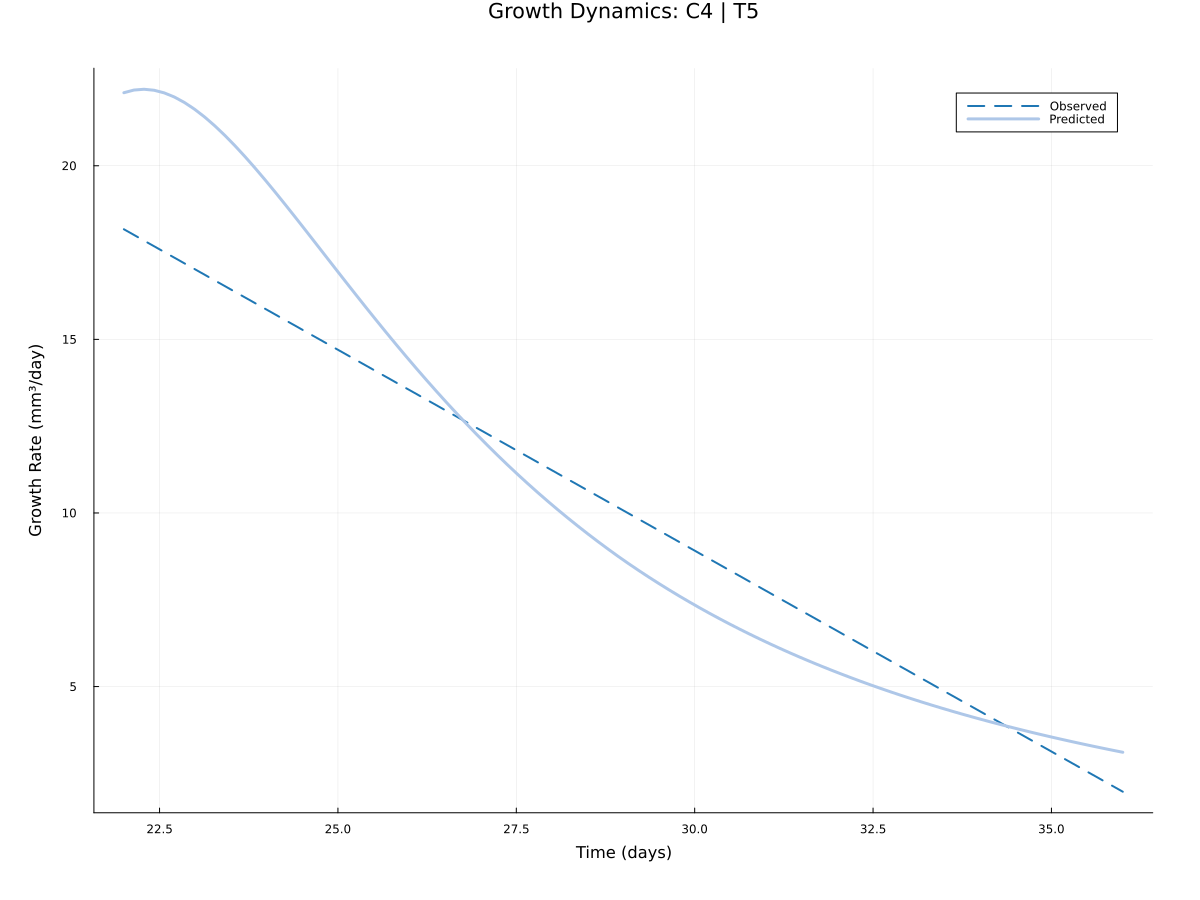 Growth Dynamics: C4 | T5
Observed
Predicted
20
15
10
5
Growth Rate (mm³/day)
22.5 25.0 27.5 30.0 32.5 35.0
Time (days)